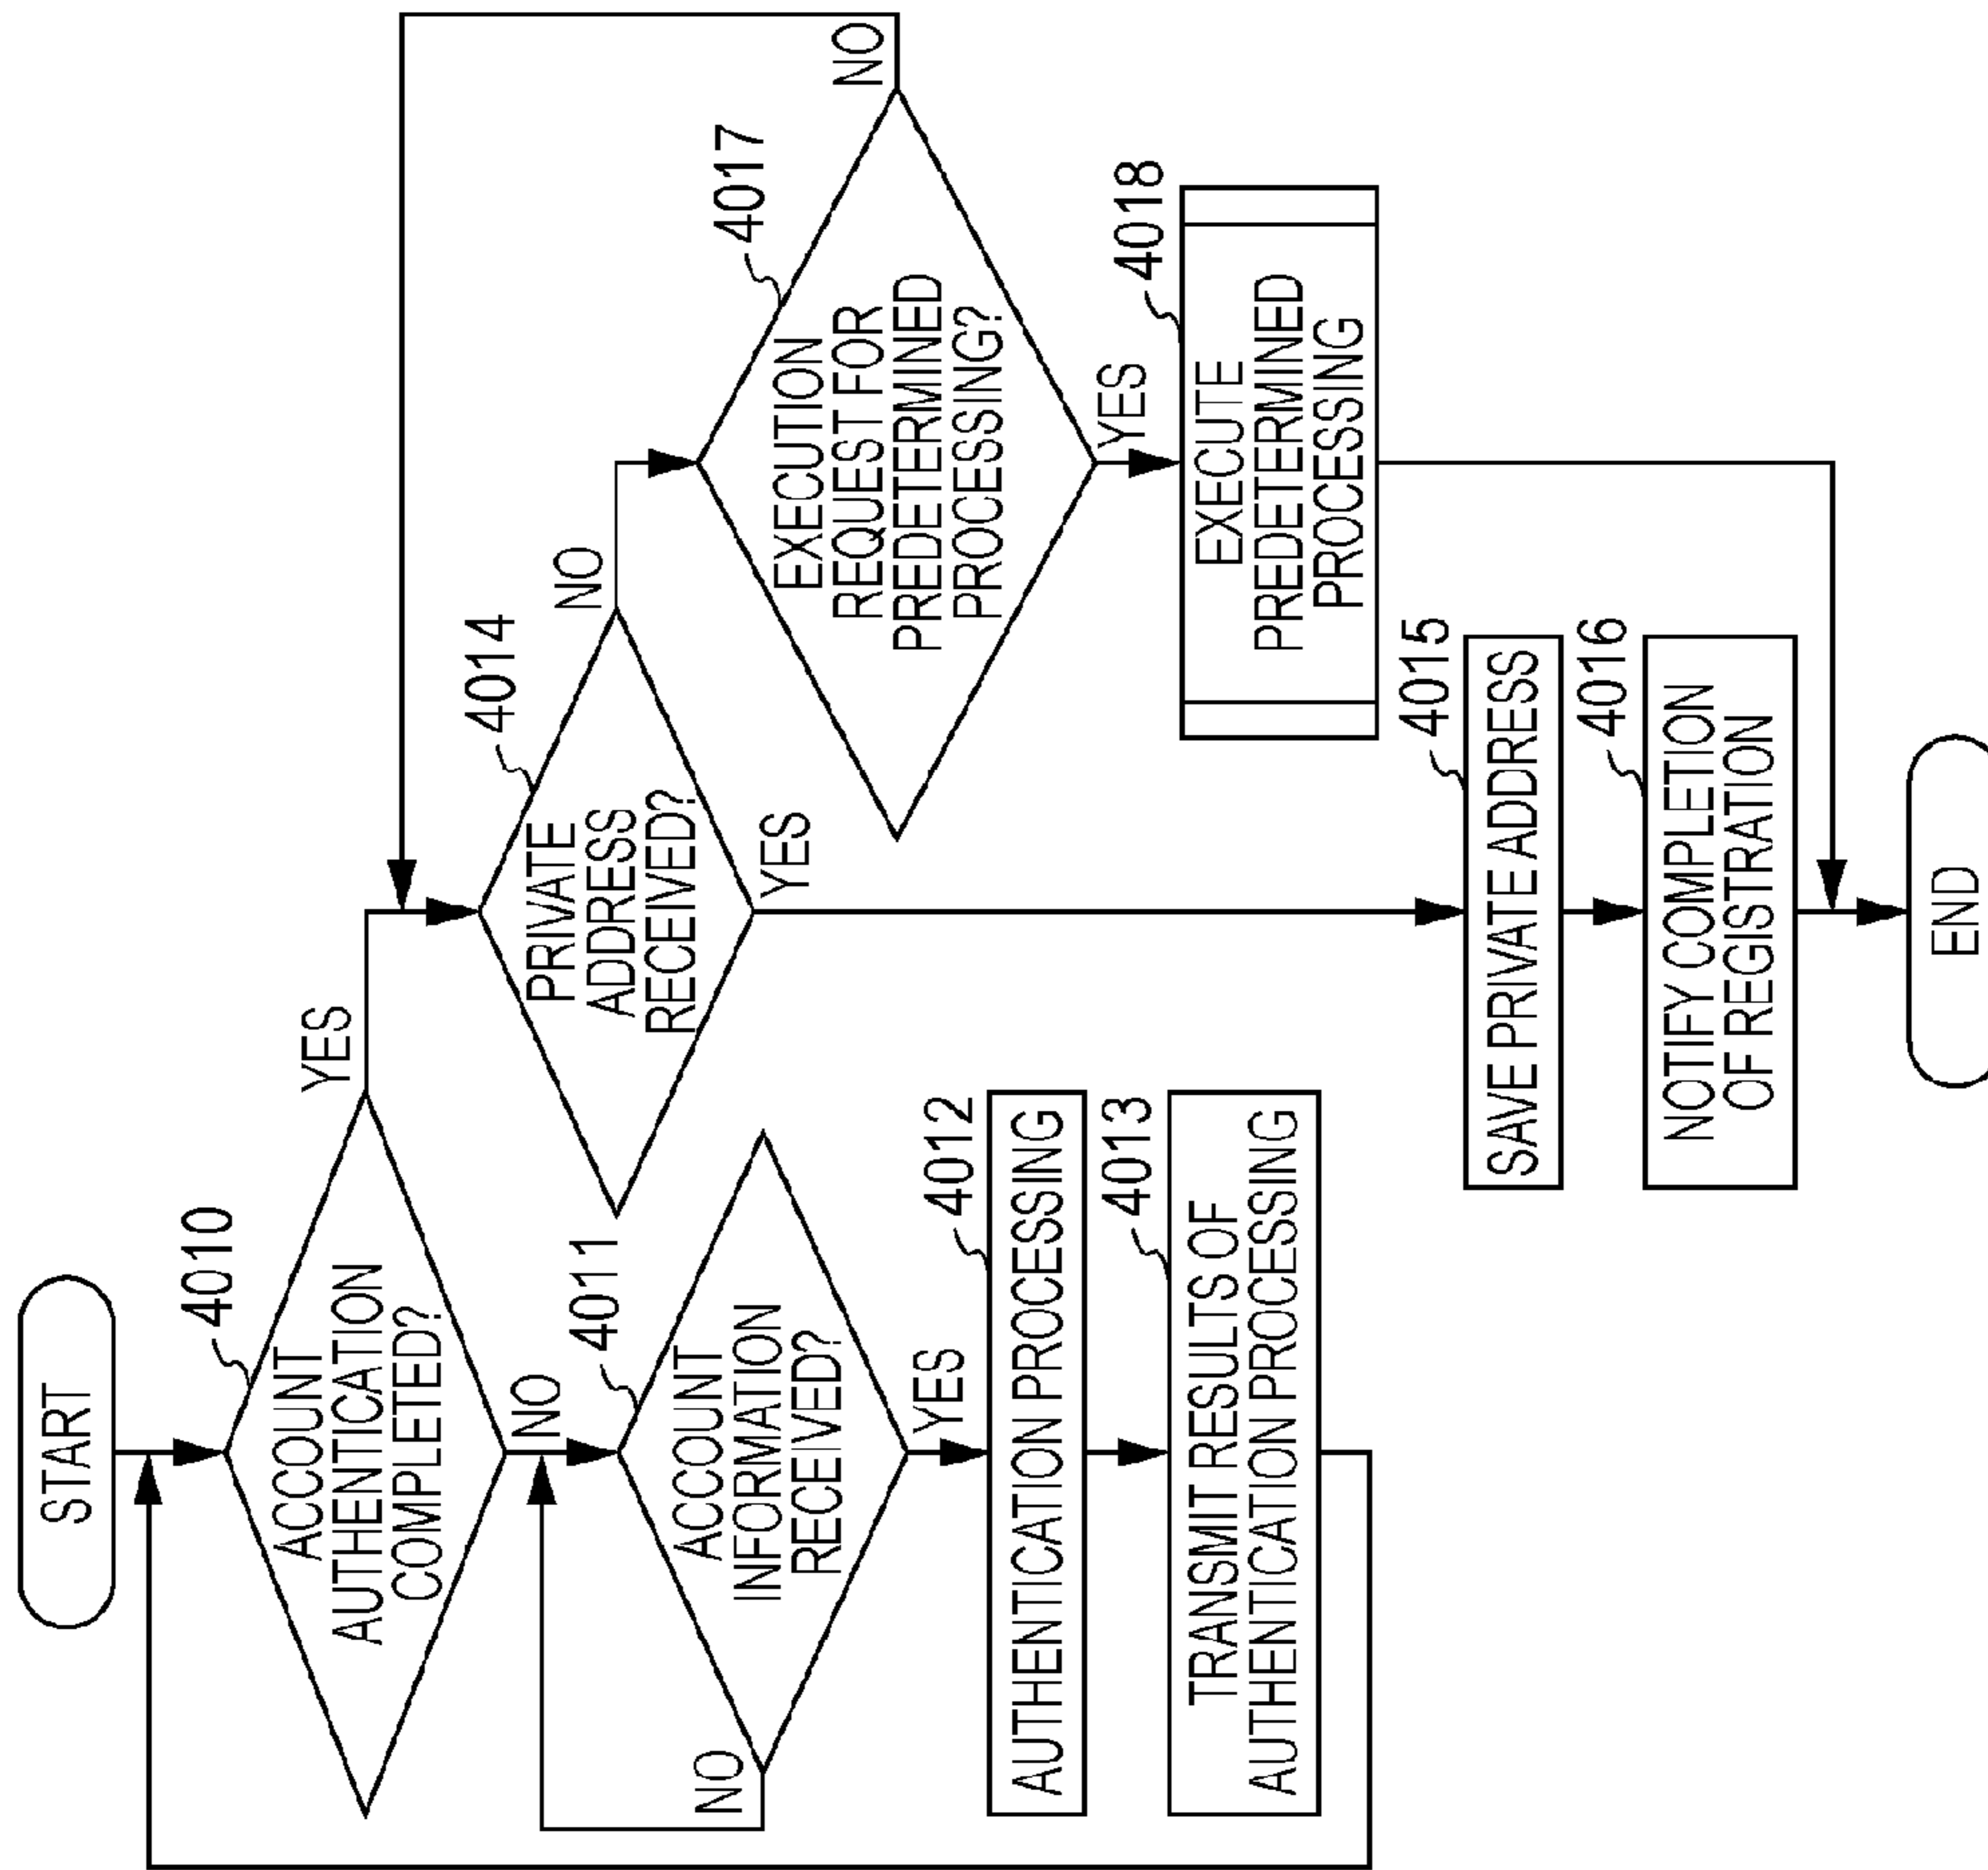 START
4010
ACCOUNT
AUTHENTICATION
COMPLETED?
YES
NO
4011
ACCOUNT
INFORMATION
RECEIVED?
NO
YES
4012
AUTHENTICATION PROCESSING
4013
TRANSMIT RESULTS OF
AUTHENTICATION PROCESSING
4014
PRIVATE
ADDRESS
RECEIVED?
NO
YES
4015
SAVE PRIVATE ADDRESS
4016
NOTIFY COMPLETION
OF REGISTRATION
END
4017
EXECUTION
REQUEST FOR
PREDETERMINED
PROCESSING?
NO
YES
4018
EXECUTE
PREDETERMINED
PROCESSING